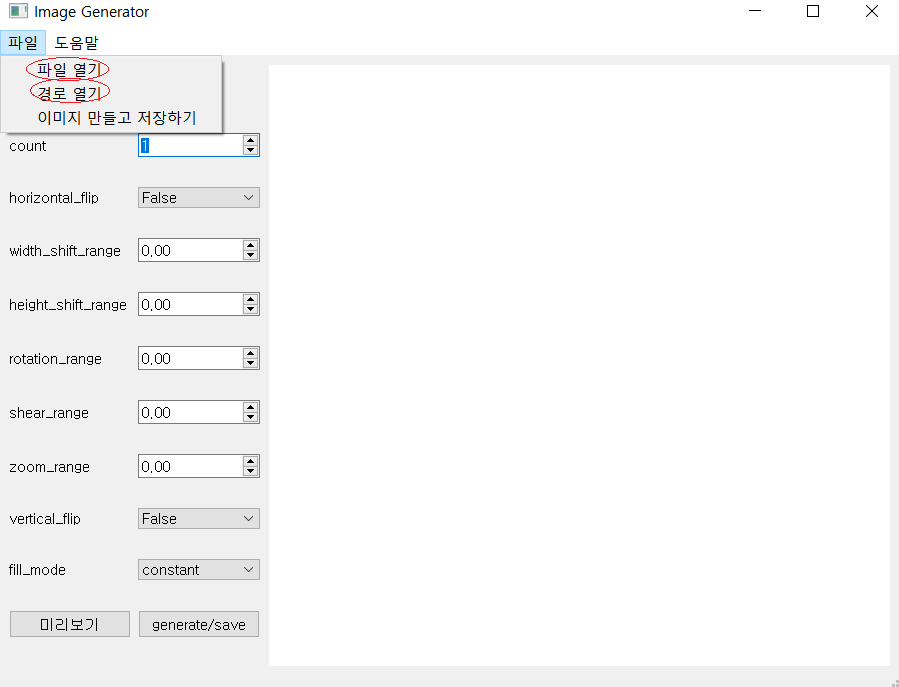 Image Generator
파일 도움말
파일 열기
경로 열기
이미지 만들고 저장하기
count 1
horizontal_flip False
width_shift_range 0,00
height_shift_range 0,00
rotation_range 0,00
shear_range 0,00
zoom_range 0,00
vertical_flip False
fill_mode constant
미리보기 generate/save